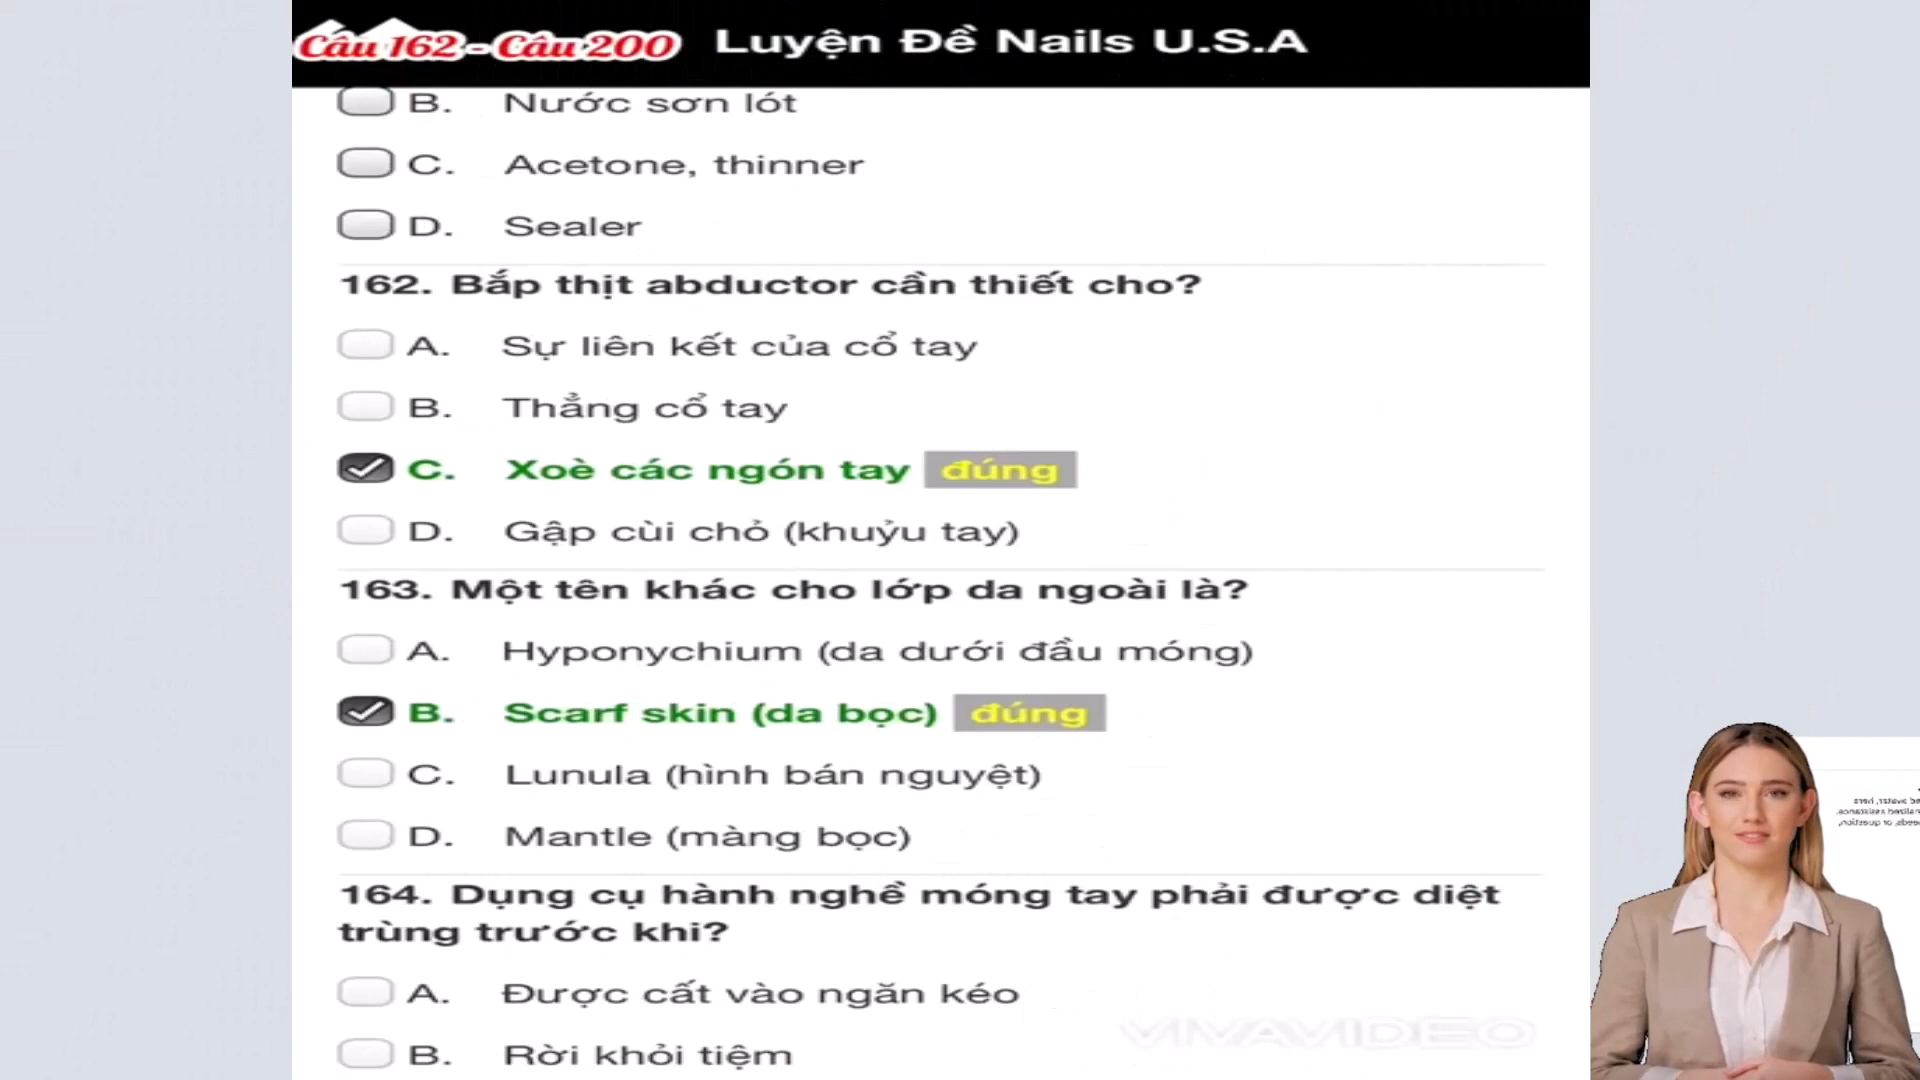 Câu 162 - Câu 200 Luyện Đề Nails U.S.A
B. Nước sơn lót
C. Acetone, thinner
D. Sealer
162. Bắp thịt abductor cần thiết cho?
A. Sự liên kết của cổ tay
B. Thẳng cổ tay
C. Xoè các ngón tay đúng
D. Gập cùi chỏ (khuỷu tay)
163. Một tên khác cho lớp da ngoài là?
A. Hyponychium (da dưới đầu móng)
B. Scarf skin (da bọc) đúng
C. Lunula (hình bán nguyệt)
D. Mantle (màng bọc)
164. Dụng cụ hành nghề móng tay phải được diệt
trùng trước khi?
A. Được cất vào ngăn kéo
B. Rời khỏi tiệm
VIVAVIDEO